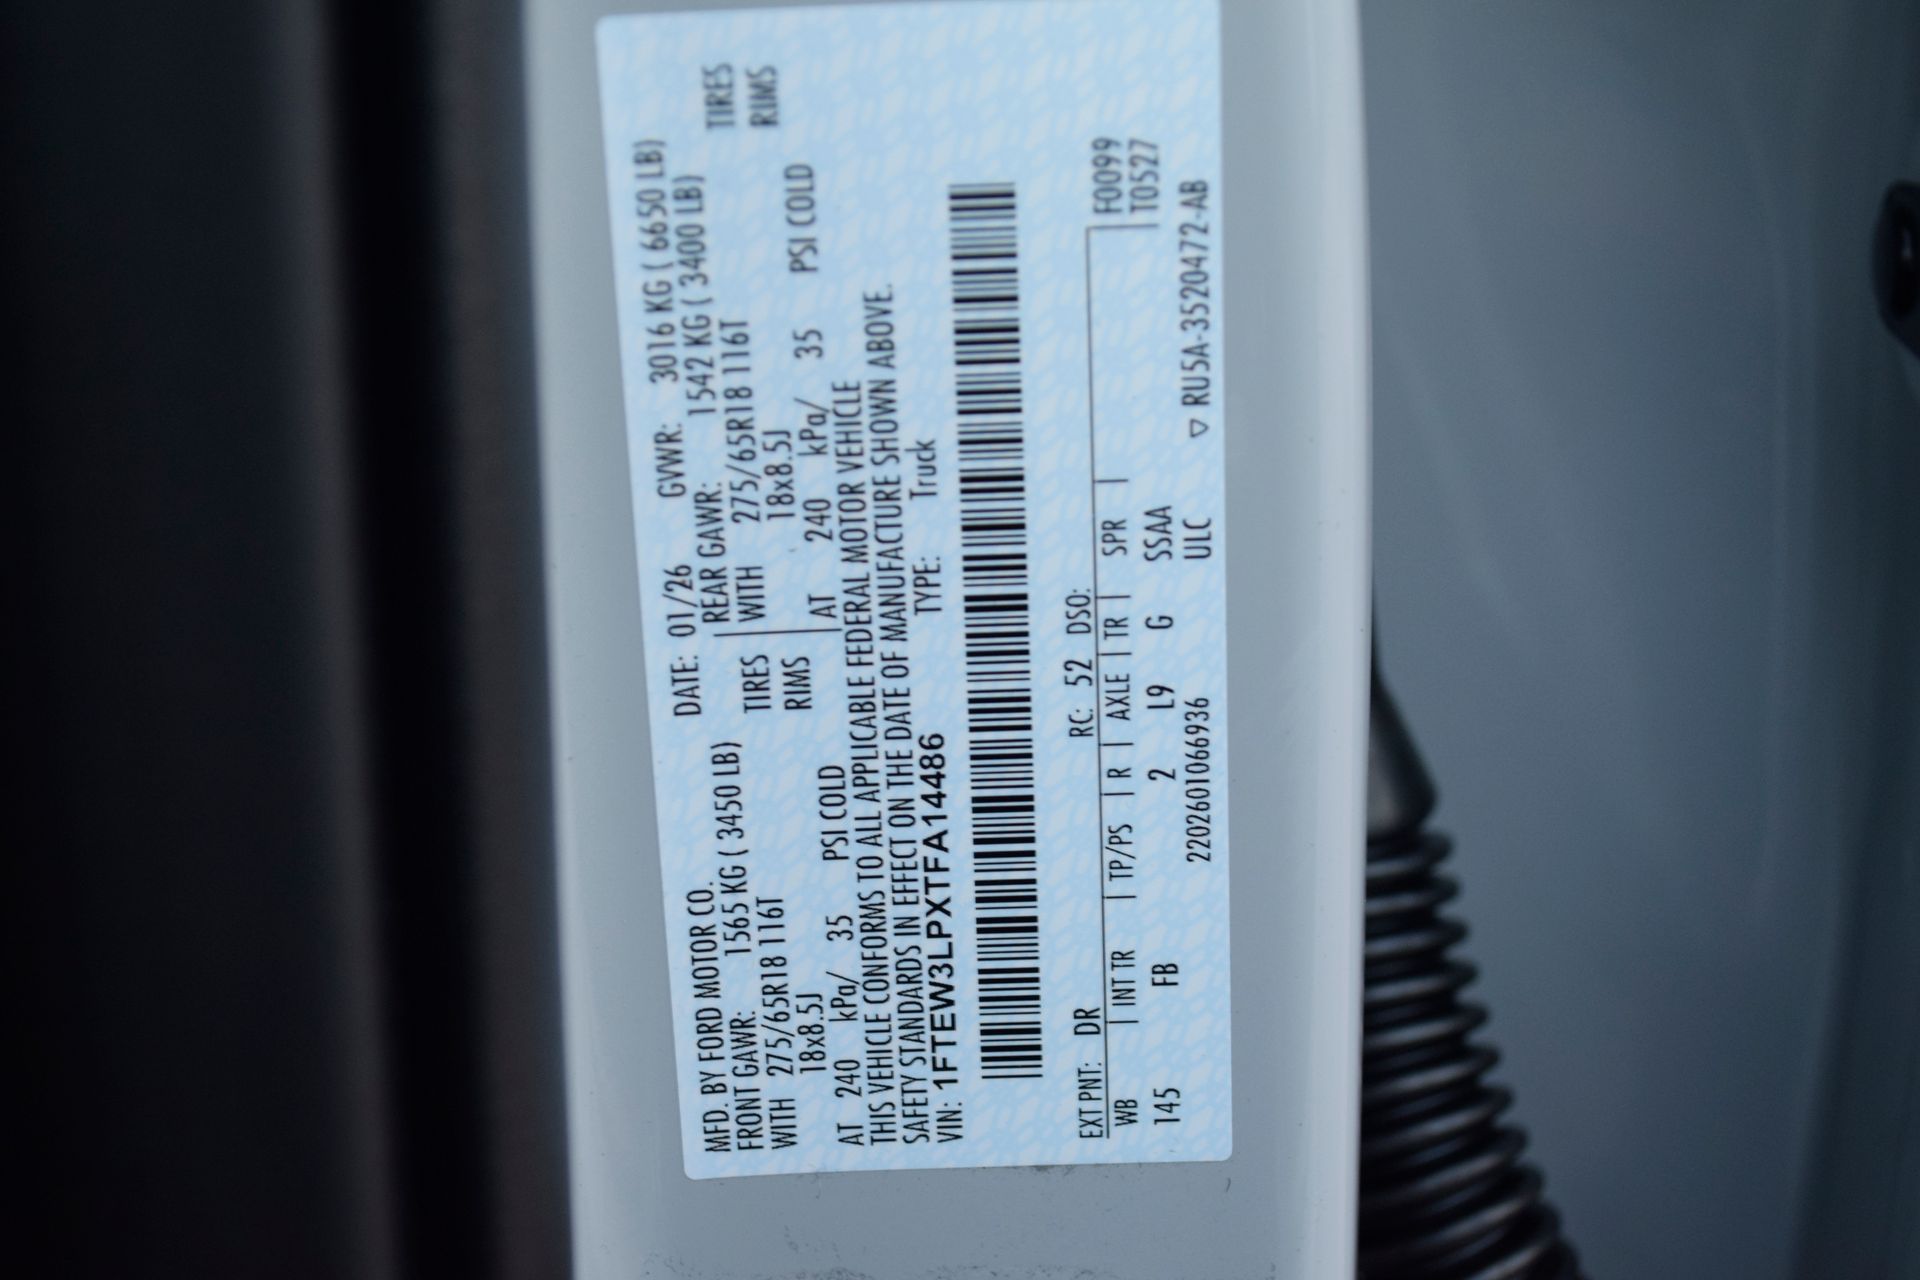 MFD. BY FORD MOTOR CO. DATE: 01/26 GVWR: 3016 KG ( 6650 LB)
FRONT GAWR: 1565 KG ( 3450 LB) REAR GAWR: 1542 KG ( 3400 LB)
WITH 275/65R18 116T TIRES WITH 275/65R18 116T TIRES
18x8.5J RIMS 18x8.5J RIMS
AT 240 kPa/ 35 PSI COLD AT 240 kPa/ 35 PSI COLD
THIS VEHICLE CONFORMS TO ALL APPLICABLE FEDERAL MOTOR VEHICLE
SAFETY STANDARDS IN EFFECT ON THE DATE OF MANUFACTURE SHOWN ABOVE.
VIN: 1FTEW3LPXTFA14486 TYPE: Truck
EXT PNT: DR RC: 52 DSO: F0099
WB | INT TR | TP/PS | R | AXLE | TR | SPR | T0527
145 FB 2 L9 G SSAA
2202601066936 ULC ▽ RU5A-3520472-AB